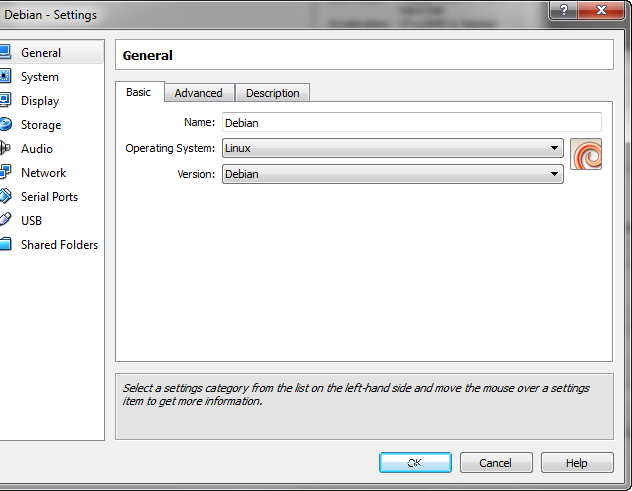 Debian - Settings
?
General
System
Display
Storage
Audio
Network
Serial Ports
USB
Shared Folders
General
Basic
Advanced
Description
Name: Debian
Operating System: Linux
Version: Debian
Select a settings category from the list on the left-hand side and move the mouse over a settings
item to get more information.
OK
Cancel
Help